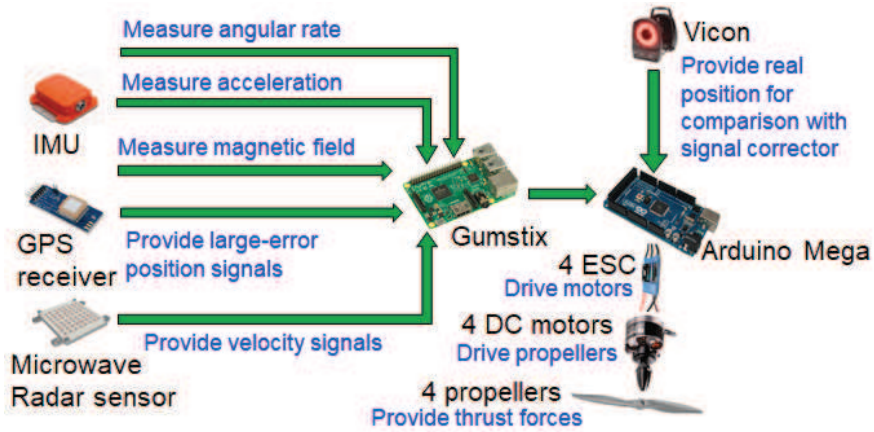 Measure angular rate
Measure acceleration
IMU
Measure magnetic field
GPS
receiver
Provide large-error
position signals
Microwave
Radar sensor
Provide velocity signals
Gumstix
Vicon
Provide real
position for
comparison with
signal corrector
Arduino Mega
4 ESC
Drive motors
4 DC motors
Drive propellers
4 propellers
Provide thrust forces